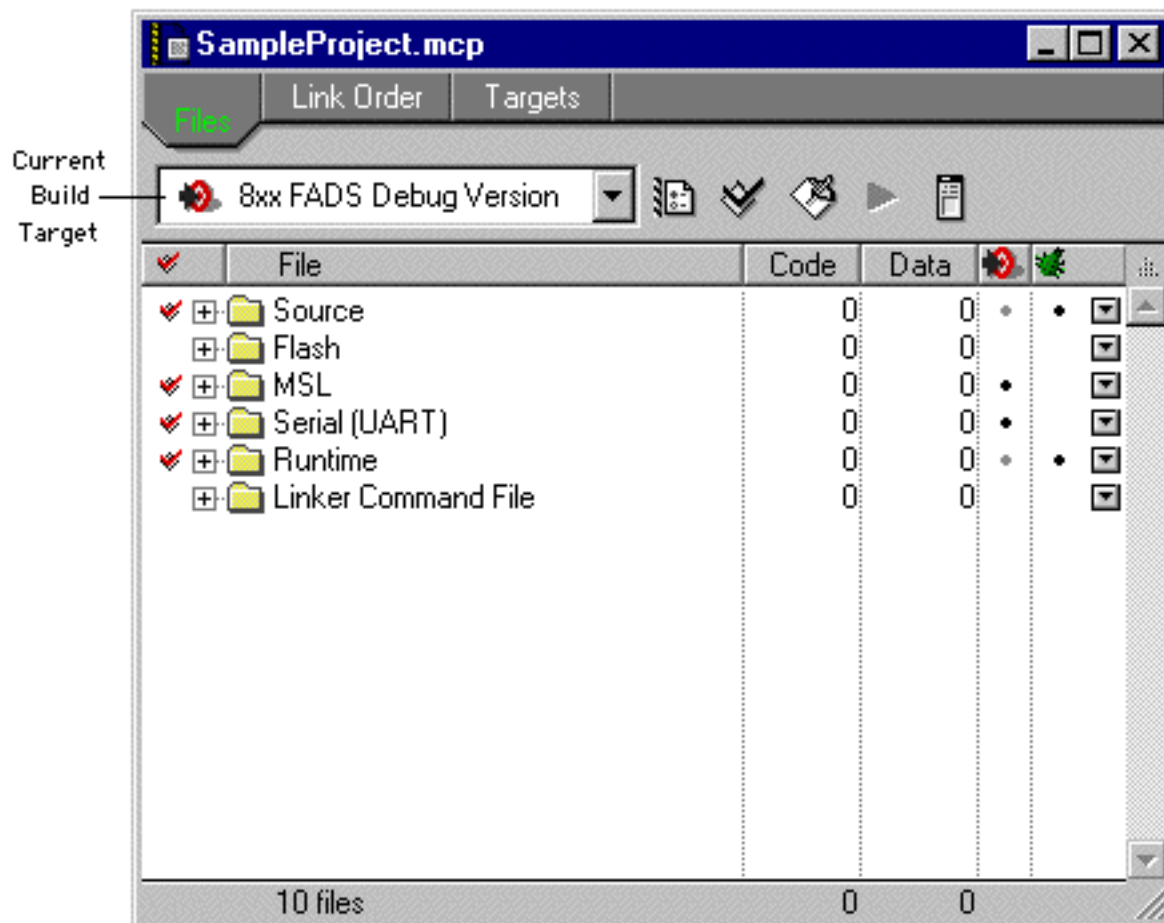 SampleProject.mcp
Files
Link Order
Targets
Current
Build
Target
8xx FADS Debug Version
File Code Data
Source 0 0
Flash 0 0
MSL 0 0
Serial (UART) 0 0
Runtime 0 0
Linker Command File 0 0
10 files 0 0